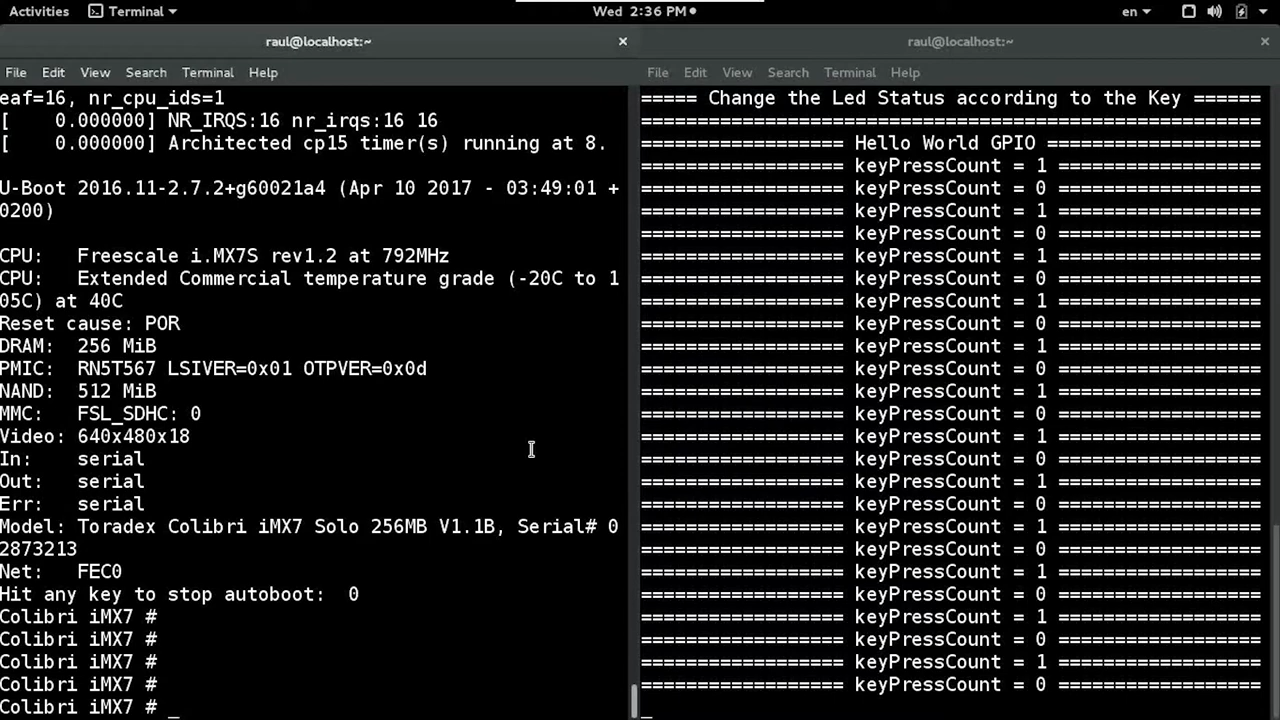 Activities Terminal Wed 2:36 PM en
raul@localhost:~
File Edit View Search Terminal Help
eaf=16, nr_cpu_ids=1
[    0.000000] NR_IRQS:16 nr_irqs:16 16
[    0.000000] Architected cp15 timer(s) running at 8.
U-Boot 2016.11-2.7.2+g60021a4 (Apr 10 2017 - 03:49:01 +
0200)
CPU:   Freescale i.MX7S rev1.2 at 792MHz
CPU:   Extended Commercial temperature grade (-20C to 1
05C) at 40C
Reset cause: POR
DRAM:  256 MiB
PMIC:  RN5T567 LSIVER=0x01 OTPVER=0x0d
NAND:  512 MiB
MMC:   FSL_SDHC: 0
Video: 640x480x18
In:    serial
Out:   serial
Err:   serial
Model: Toradex Colibri iMX7 Solo 256MB V1.1B, Serial# 0
2873213
Net:   FEC0
Hit any key to stop autoboot:  0
Colibri iMX7 #
Colibri iMX7 #
Colibri iMX7 #
Colibri iMX7 #
Colibri iMX7 # _
raul@localhost:~
File Edit View Search Terminal Help
===== Change the Led Status according to the Key ======
================================================================
===================== Hello World GPIO ======================
===================== keyPressCount = 1 =====================
===================== keyPressCount = 0 =====================
===================== keyPressCount = 1 =====================
===================== keyPressCount = 0 =====================
===================== keyPressCount = 1 =====================
===================== keyPressCount = 0 =====================
===================== keyPressCount = 1 =====================
===================== keyPressCount = 0 =====================
===================== keyPressCount = 1 =====================
===================== keyPressCount = 0 =====================
===================== keyPressCount = 1 =====================
===================== keyPressCount = 0 =====================
===================== keyPressCount = 1 =====================
===================== keyPressCount = 0 =====================
===================== keyPressCount = 1 =====================
===================== keyPressCount = 0 =====================
===================== keyPressCount = 1 =====================
===================== keyPressCount = 0 =====================
===================== keyPressCount = 1 =====================
===================== keyPressCount = 0 =====================
===================== keyPressCount = 1 =====================
===================== keyPressCount = 0 =====================
===================== keyPressCount = 1 =====================
===================== keyPressCount = 0 =====================
_